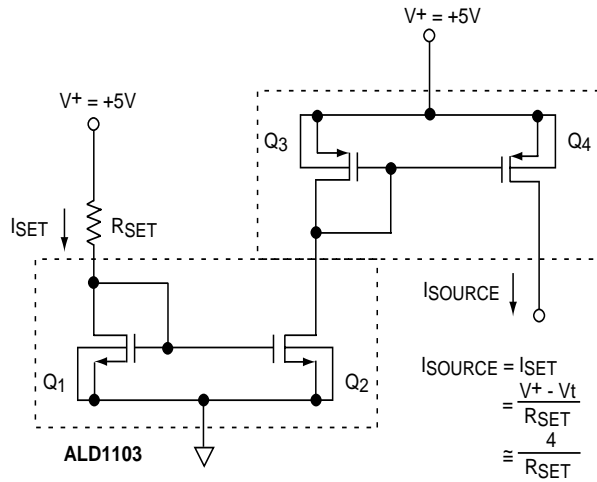 V+ = +5V
V+ = +5V
Q3
Q4
ISET
RSET
ISOURCE
Q1
Q2
ISOURCE = ISET
= V+ - Vt
RSET
≅ 4
RSET
ALD1103